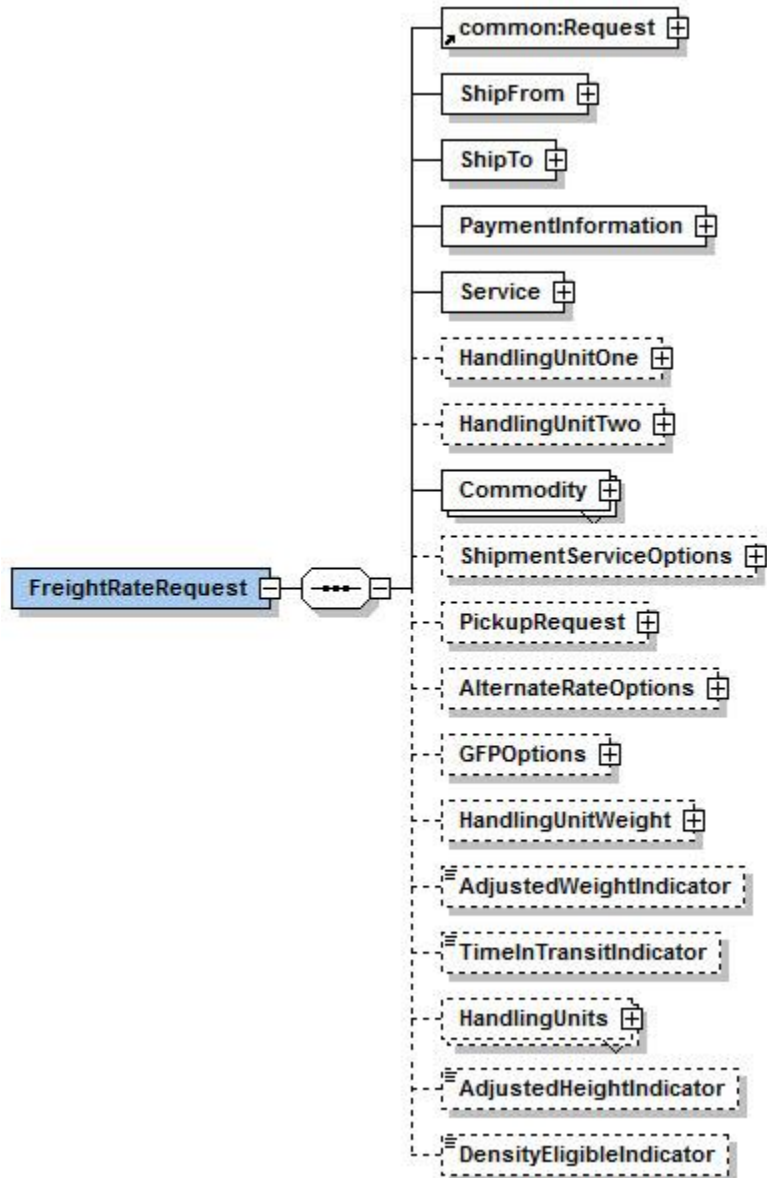 common:Request
ShipFrom
ShipTo
PaymentInformation
Service
HandlingUnitOne
HandlingUnitTwo
Commodity
ShipmentServiceOptions
FreightRateRequest
PickupRequest
AlternateRateOptions
GFPOptions
HandlingUnitWeight
AdjustedWeightIndicator
TimeInTransitIndicator
HandlingUnits
AdjustedHeightIndicator
DensityEligibleIndicator